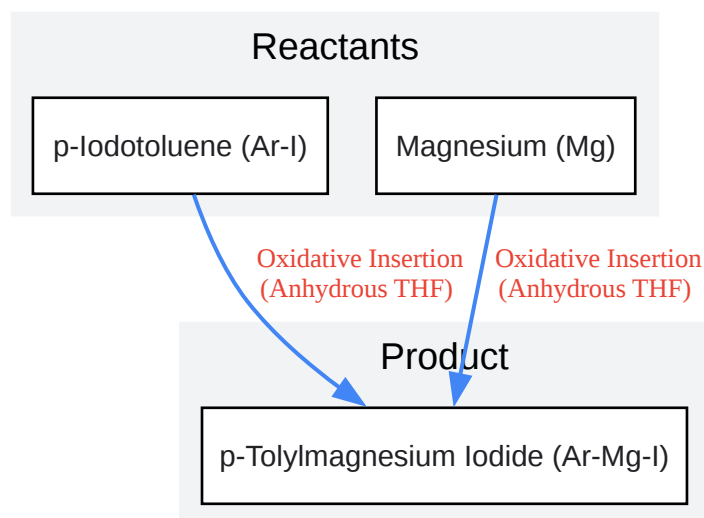 Reactants
p-Iodotoluene (Ar-I)
Magnesium (Mg)
Oxidative Insertion
(Anhydrous THF)
Oxidative Insertion
(Anhydrous THF)
Product
p-Tolylmagnesium Iodide (Ar-Mg-I)